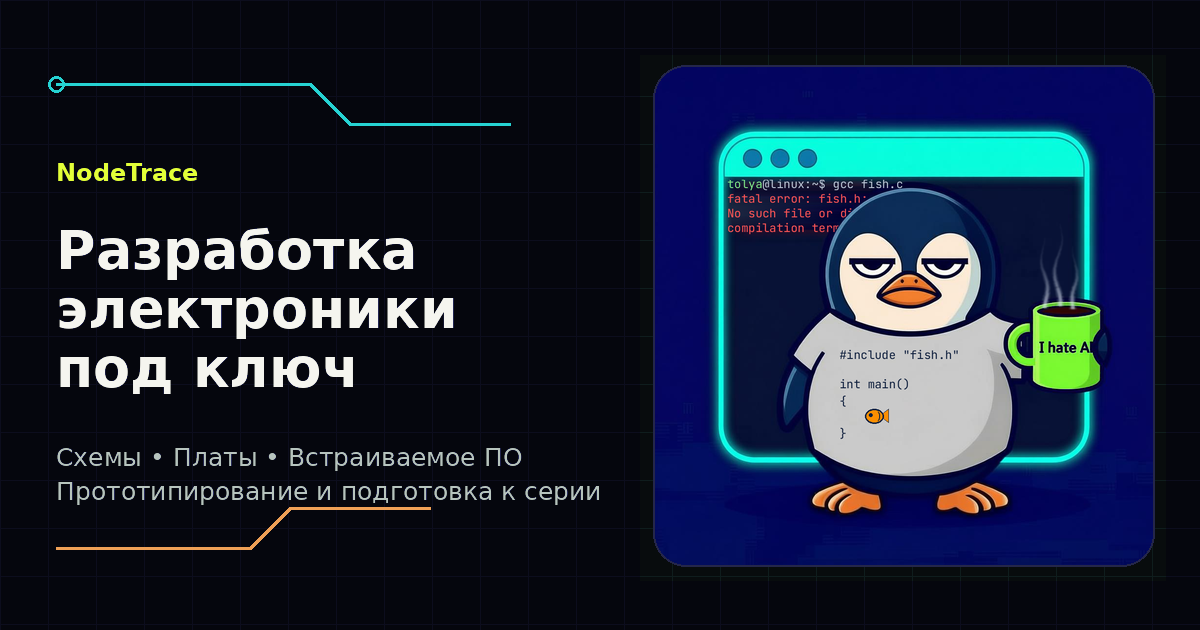 NodeTrace
Разработка
электроники
под ключ
Схемы • Платы • Встраиваемое ПО
Прототипирование и подготовка к серии
tolya@linux:~$ gcc fish.c
fatal error: fish.h:
No such file or
compilation
#include "fish.h"
int main()
{
}
I hate AI